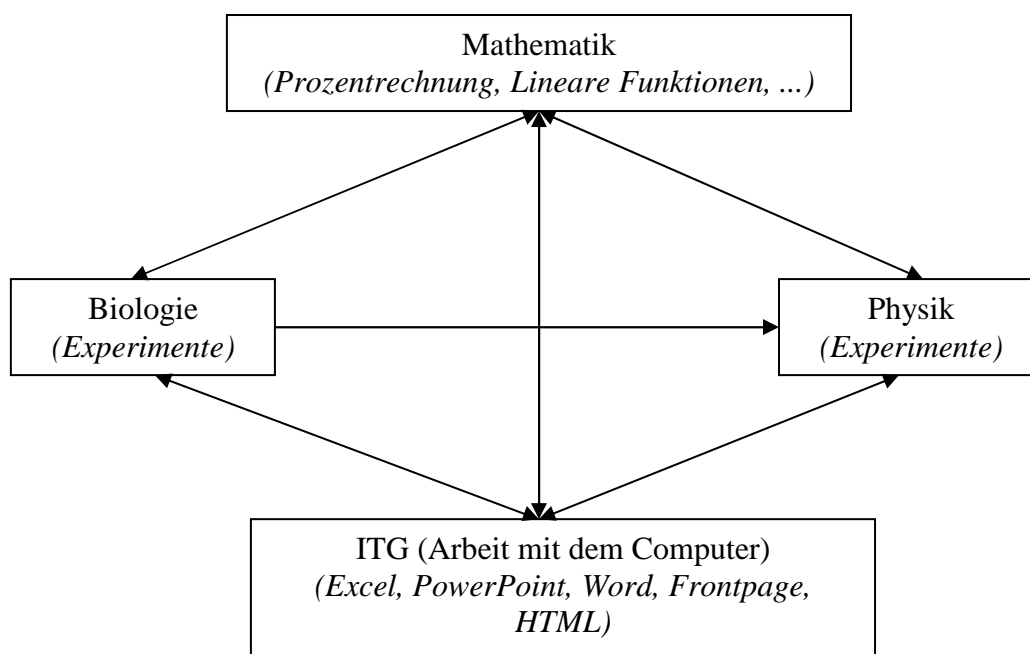 Mathematik
(Prozentrechnung, Lineare Funktionen, ...)
Biologie
(Experimente)
Physik
(Experimente)
ITG (Arbeit mit dem Computer)
(Excel, PowerPoint, Word, Frontpage,
HTML)